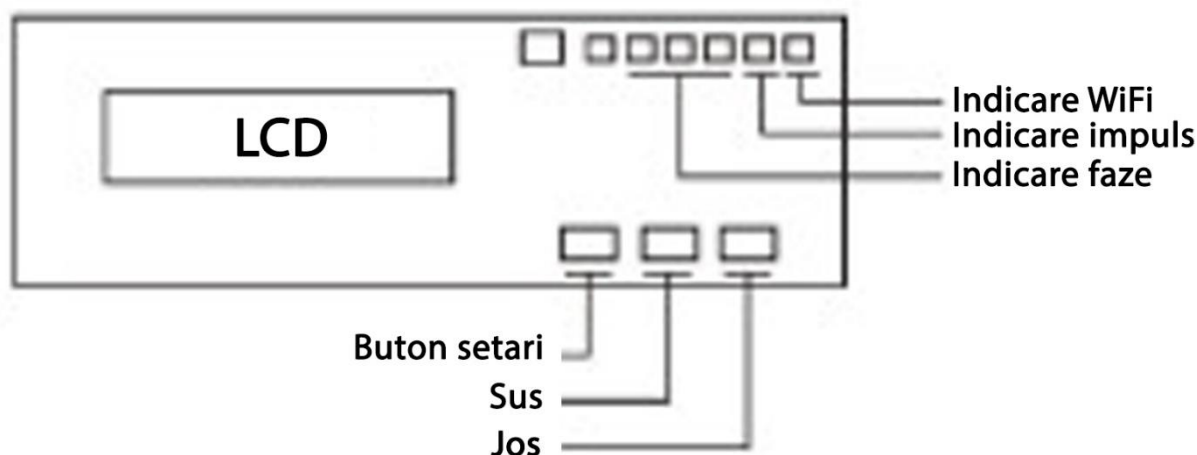 LCD
Indicare WiFi
Indicare impuls
Indicare faze
Buton setari
Sus
Jos